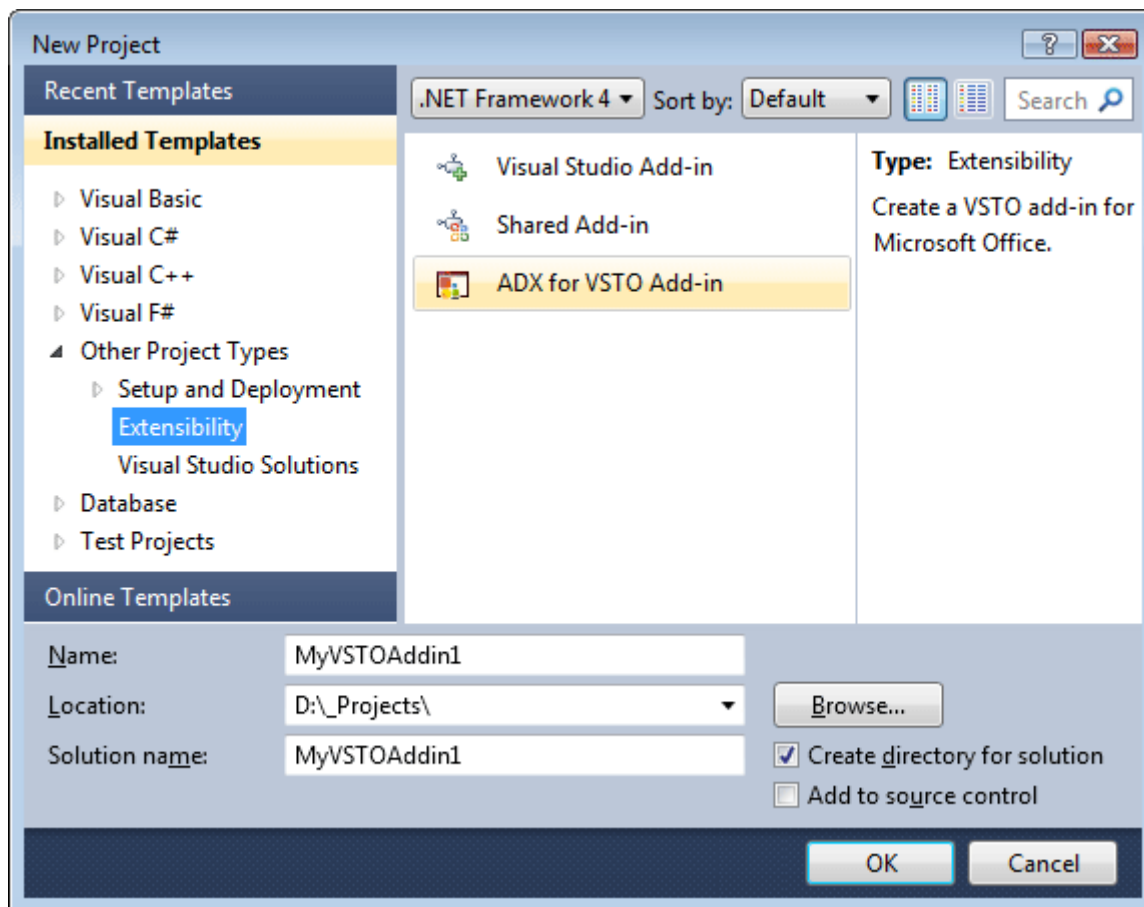 New Project
Recent Templates
.NET Framework 4
Sort by:
Default
Search
Installed Templates
Visual Basic
Visual C#
Visual C++
Visual F#
Other Project Types
Setup and Deployment
Extensibility
Visual Studio Solutions
Database
Test Projects
Online Templates
Visual Studio Add-in
Shared Add-in
ADX for VSTO Add-in
Type: Extensibility
Create a VSTO add-in for
Microsoft Office.
Name:
MyVSTOAddin1
Location:
D:\_Projects\
Browse...
Solution name:
MyVSTOAddin1
Create directory for solution
Add to source control
OK
Cancel